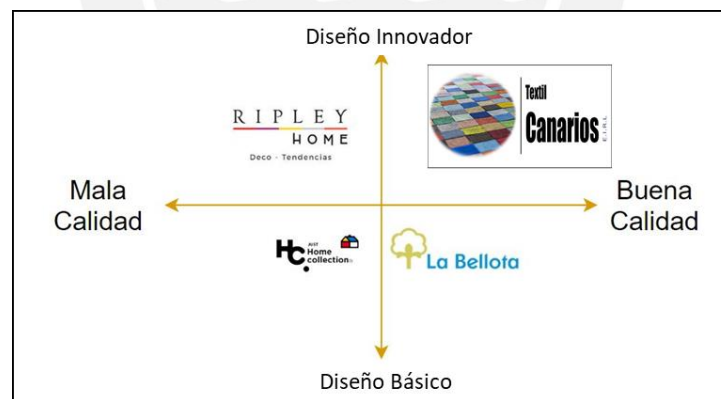 Diseño Innovador
RIPLEY
HOME
Deco · Tendencias
Textil
Canarios
E.I.R.L
Mala
Calidad
Buena
Calidad
HC.
Home
collection
La Bellota
Diseño Básico